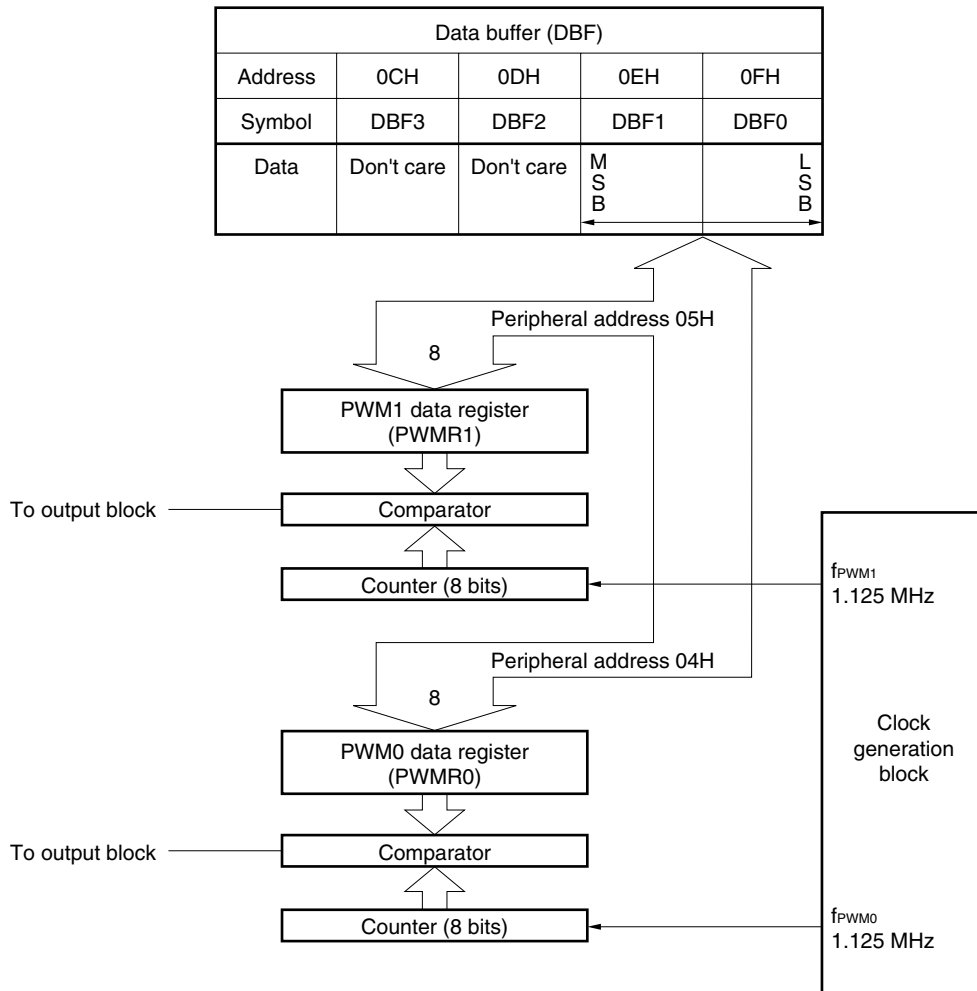 Data buffer (DBF)
Address 0CH 0DH 0EH 0FH
Symbol DBF3 DBF2 DBF1 DBF0
Data Don't care Don't care MSB LSB
Peripheral address 05H
8
PWM1 data register
(PWMR1)
To output block
Comparator
Counter (8 bits)
fPWM1
1.125 MHz
Peripheral address 04H
8
PWM0 data register
(PWMR0)
Clock
generation
block
To output block
Comparator
Counter (8 bits)
fPWM0
1.125 MHz